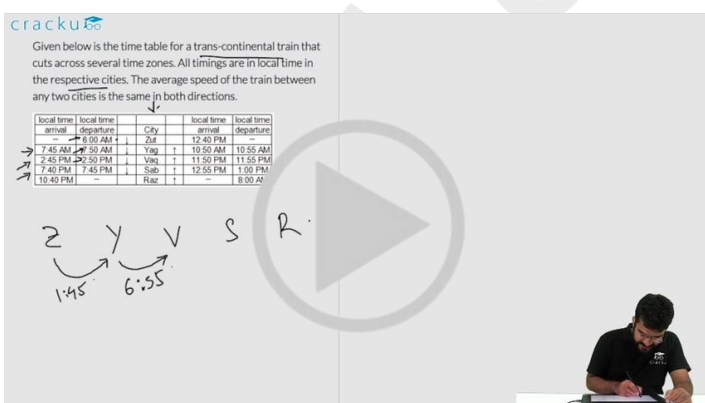 cracku
Given below is the time table for a trans-continental train that
cuts across several time zones. All timings are in local time in
the respective cities. The average speed of the train between
any two cities is the same in both directions.
local time local time local time local time
arrival departure City arrival departure
- 6:00 AM ↓ Zut 12:40 PM -
7:45 AM 7:50 AM ↓ Yag ↑ 10:50 AM 10:55 AM
2:45 PM 2:50 PM ↓ Vaq ↑ 11:50 PM 11:55 PM
7:40 PM 7:45 PM ↓ Sab ↑ 12:55 PM 1:00 PM
10:40 PM - Raz ↑ - 8:00 AM
Z Y V S R
1:45 6:55